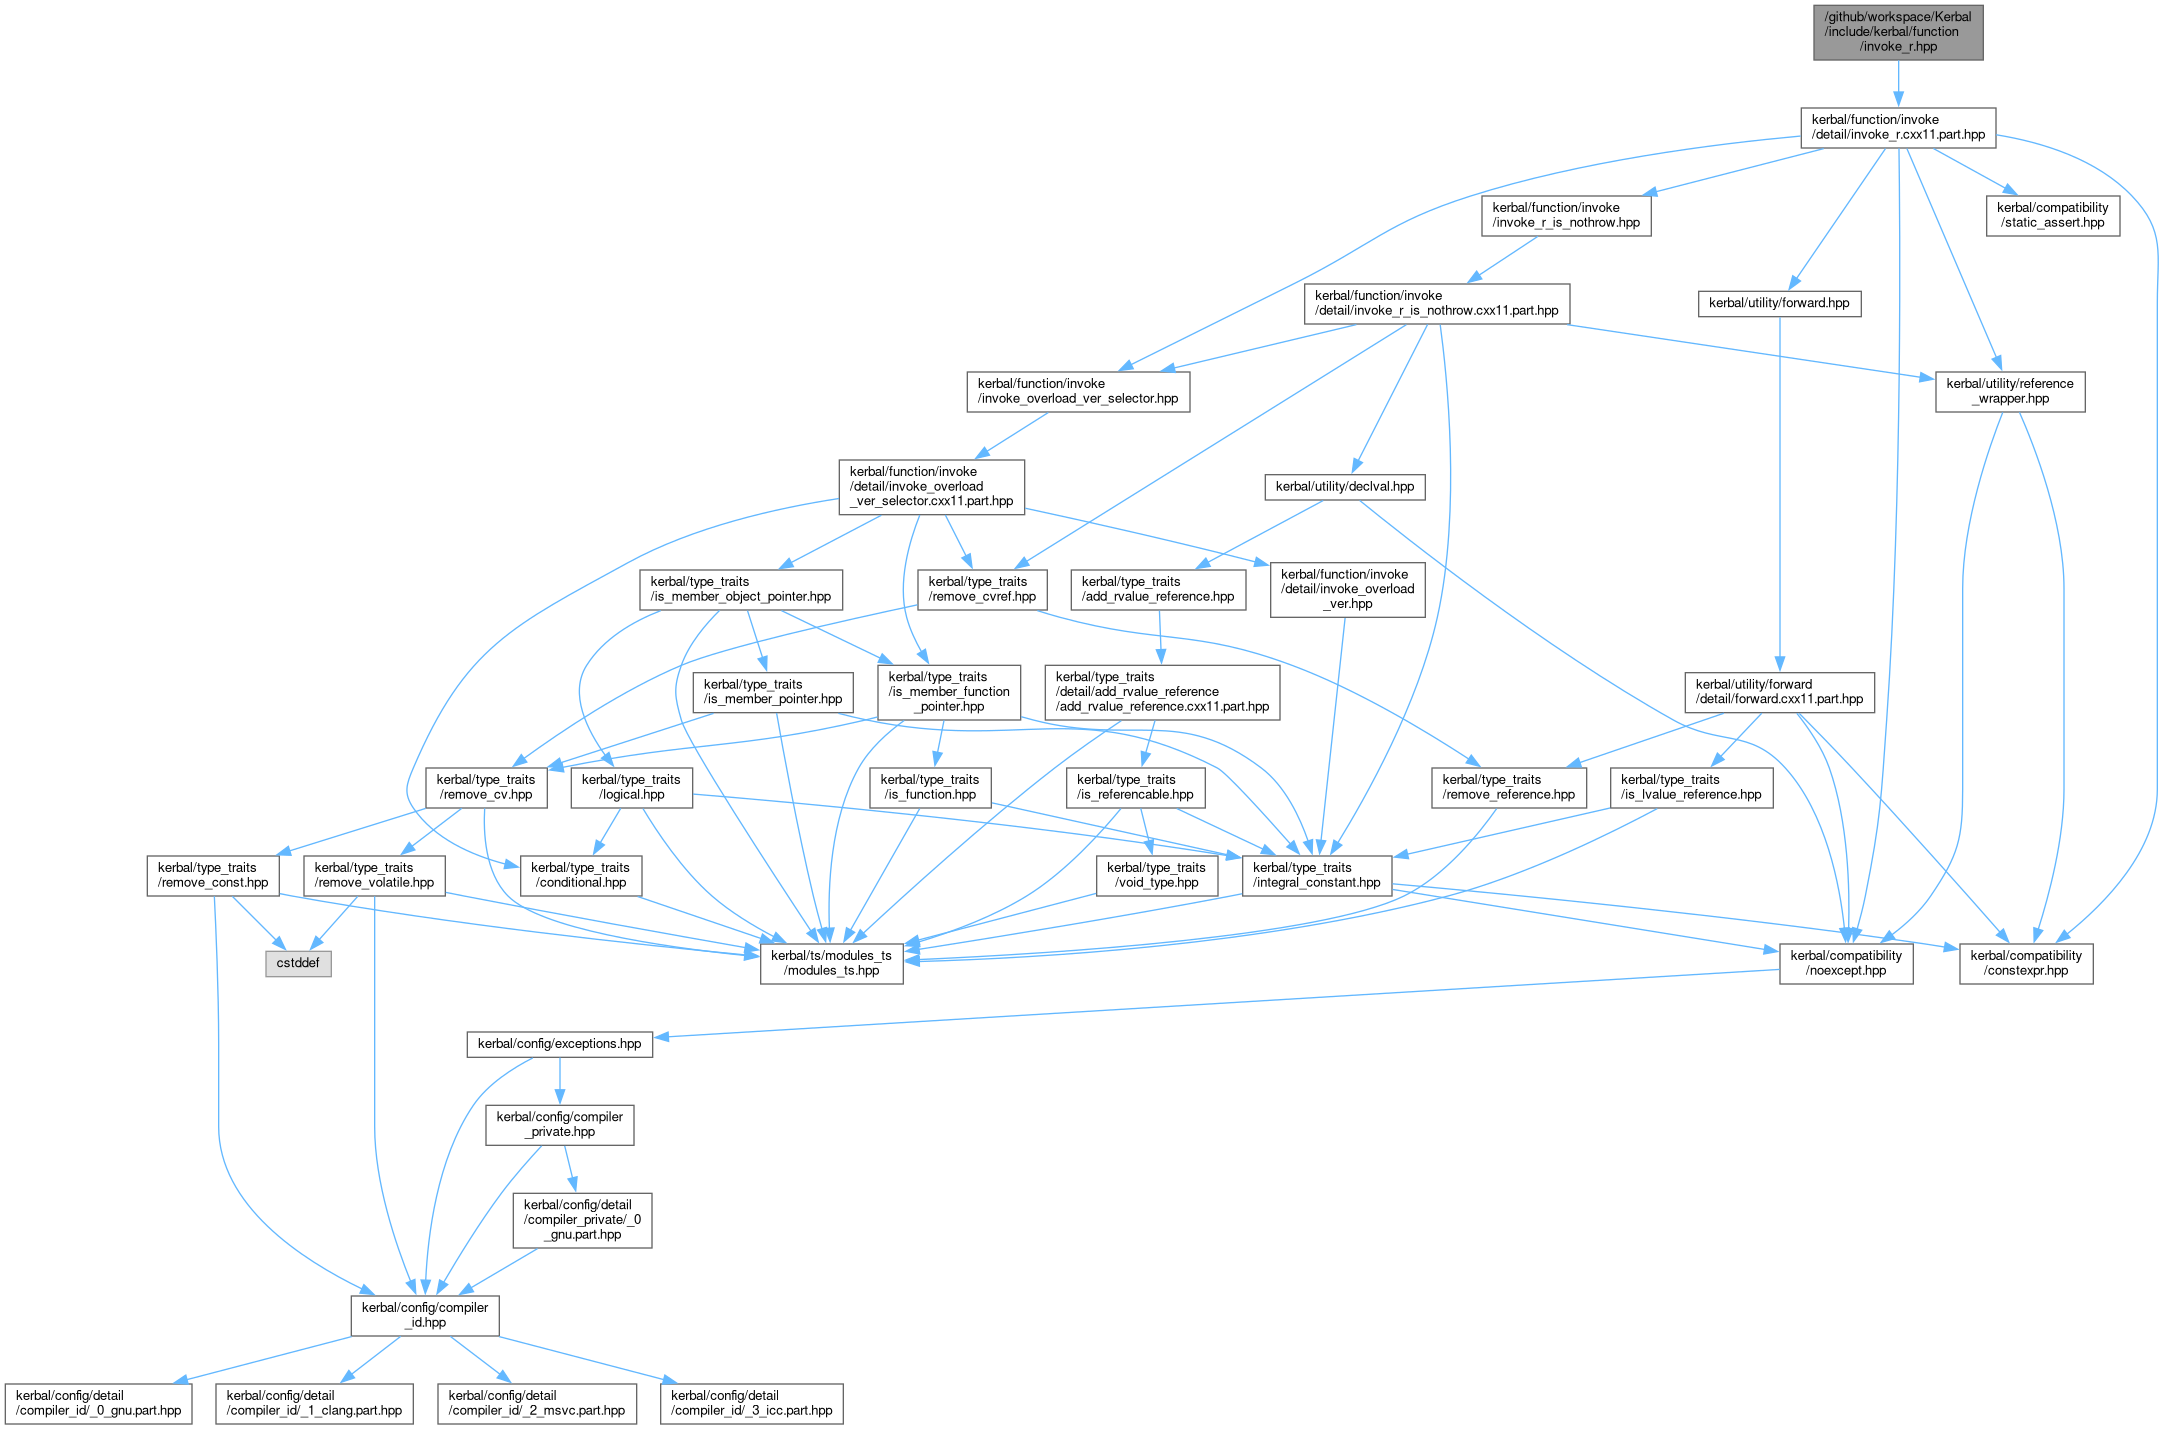 /github/workspace/Kerbal
/include/kerbal/function
/invoke_r.hpp
kerbal/function/invoke
/detail/invoke_r.cxx11.part.hpp
kerbal/function/invoke
/invoke_r_is_nothrow.hpp
kerbal/compatibility
/static_assert.hpp
kerbal/function/invoke
/detail/invoke_r_is_nothrow.cxx11.part.hpp
kerbal/utility/forward.hpp
kerbal/function/invoke
/invoke_overload_ver_selector.hpp
kerbal/utility/reference
_wrapper.hpp
kerbal/function/invoke
/detail/invoke_overload
_ver_selector.cxx11.part.hpp
kerbal/utility/declval.hpp
kerbal/type_traits
/is_member_object_pointer.hpp
kerbal/type_traits
/remove_cvref.hpp
kerbal/type_traits
/add_rvalue_reference.hpp
kerbal/function/invoke
/detail/invoke_overload
_ver.hpp
kerbal/type_traits
/is_member_pointer.hpp
kerbal/type_traits
/is_member_function
_pointer.hpp
kerbal/type_traits
/detail/add_rvalue_reference
/add_rvalue_reference.cxx11.part.hpp
kerbal/utility/forward
/detail/forward.cxx11.part.hpp
kerbal/type_traits
/remove_cv.hpp
kerbal/type_traits
/logical.hpp
kerbal/type_traits
/is_function.hpp
kerbal/type_traits
/is_referencable.hpp
kerbal/type_traits
/remove_reference.hpp
kerbal/type_traits
/is_lvalue_reference.hpp
kerbal/type_traits
/remove_const.hpp
kerbal/type_traits
/remove_volatile.hpp
kerbal/type_traits
/conditional.hpp
kerbal/type_traits
/void_type.hpp
kerbal/type_traits
/integral_constant.hpp
cstddef
kerbal/ts/modules_ts
/modules_ts.hpp
kerbal/compatibility
/noexcept.hpp
kerbal/compatibility
/constexpr.hpp
kerbal/config/exceptions.hpp
kerbal/config/compiler
_private.hpp
kerbal/config/detail
/compiler_private/_0
_gnu.part.hpp
kerbal/config/compiler
_id.hpp
kerbal/config/detail
/compiler_id/_0_gnu.part.hpp
kerbal/config/detail
/compiler_id/_1_clang.part.hpp
kerbal/config/detail
/compiler_id/_2_msvc.part.hpp
kerbal/config/detail
/compiler_id/_3_icc.part.hpp